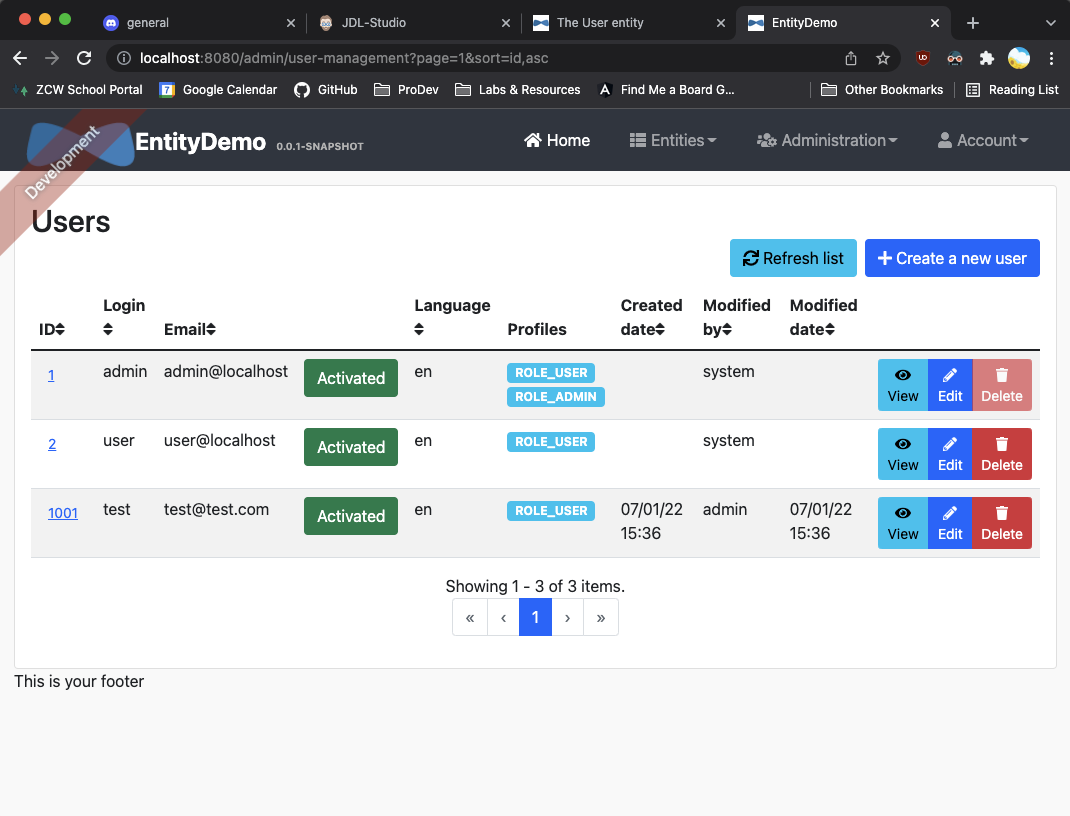 general
JDL-Studio
The User entity
EntityDemo
localhost:8080/admin/user-management?page=1&sort=id,asc
ZCW School Portal
7
Google Calendar
GitHub
ProDev
Labs & Resources
A
Find Me a Board G...
Other Bookmarks
Reading List
UD
Development
EntityDemo 0.0.1-SNAPSHOT
Home
Entities
Administration
Account
Users
Refresh list
+ Create a new user
ID Login Email Language Profiles Created date Modified by Modified date
1 admin admin@localhost Activated en ROLE_USER ROLE_ADMIN system View Edit Delete
2 user user@localhost Activated en ROLE_USER system View Edit Delete
1001 test test@test.com Activated en ROLE_USER 07/01/22 15:36 admin 07/01/22 15:36 View Edit Delete
Showing 1 - 3 of 3 items.
« ‹ 1 › »
This is your footer